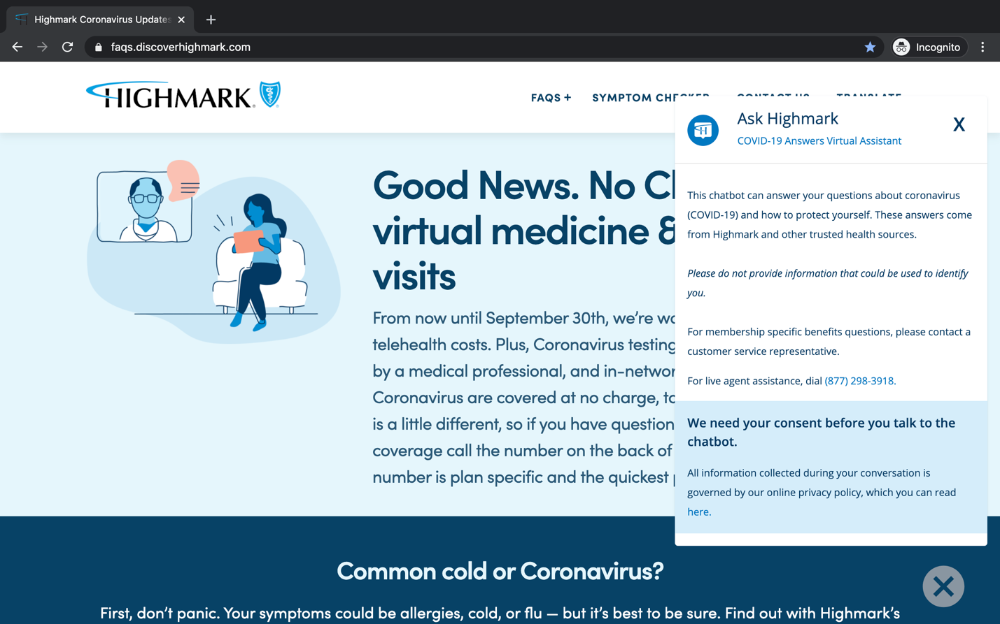 Highmark Coronavirus Updates
faqs.discoverhighmark.com
Incognito
HIGHMARK
FAQS +
SYMPTOM CHECKER
CONTACT US
TRANSLATE
Good News. No
virtual medicine &
visits
From now until September 30th, we're
telehealth costs. Plus, Coronavirus testing
by a medical professional, and
Coronavirus are covered at no charge,
is a little different, so if you have
coverage call the number on the back of
number is plan specific and the quickest
Ask Highmark
COVID-19 Answers Virtual Assistant
X
This chatbot can answer your questions about coronavirus
(COVID-19) and how to protect yourself. These answers come
from Highmark and other trusted health sources.
Please do not provide information that could be used to identify
you.
For membership specific benefits questions, please contact a
customer service representative.
For live agent assistance, dial (877) 298-3918.
We need your consent before you talk to the
chatbot.
All information collected during your conversation is
governed by our online privacy policy, which you can read
here.
Common cold or Coronavirus?
First, don't panic. Your symptoms could be allergies, cold, or flu — but it's best to be sure. Find out with Highmark's